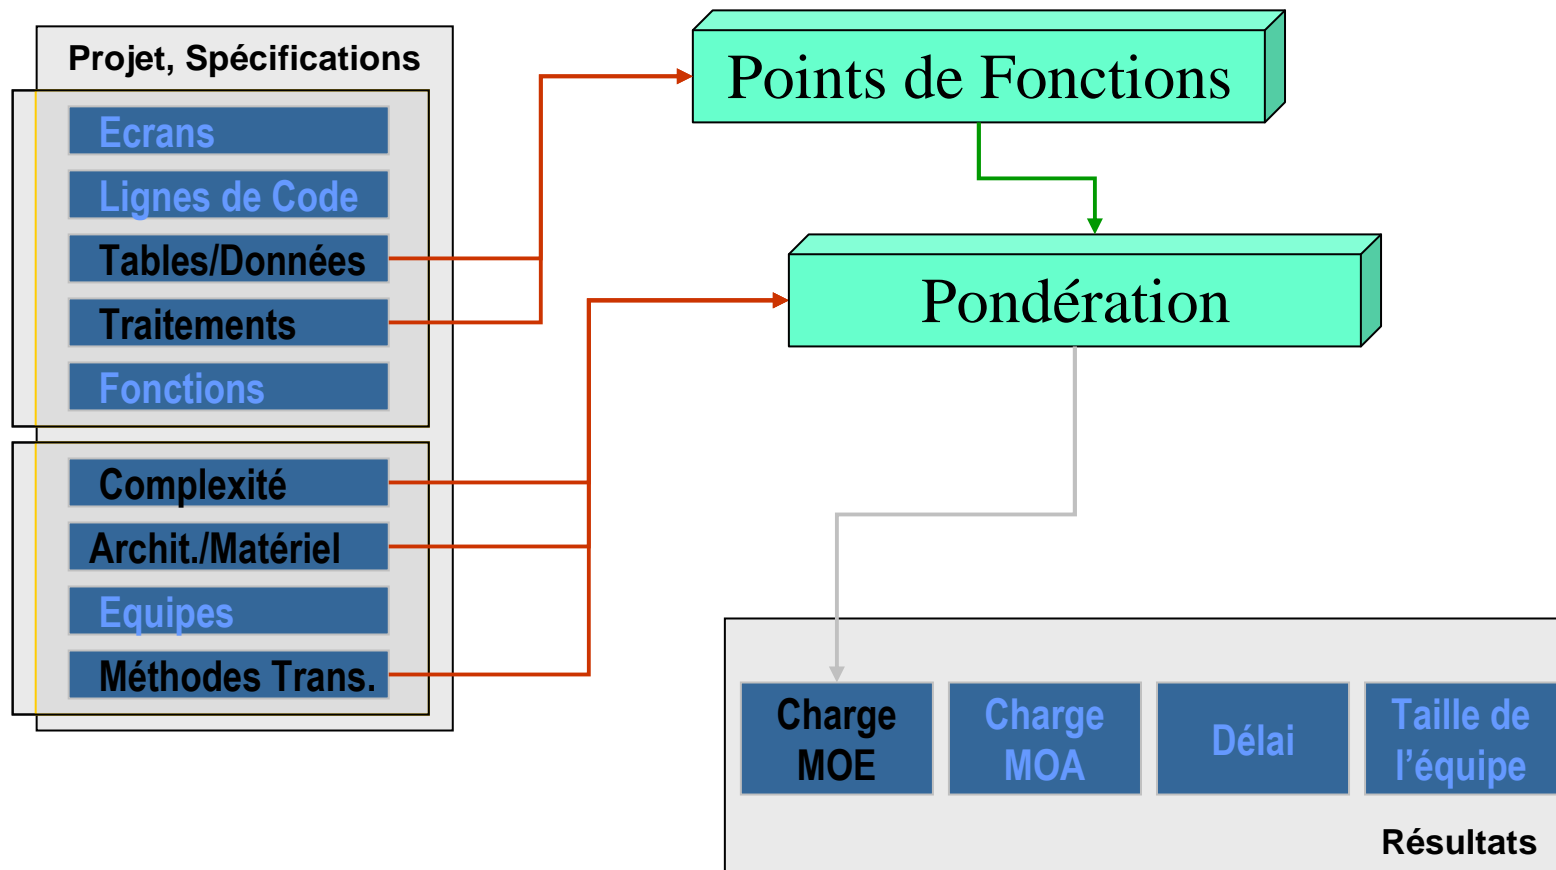 Projet, Spécifications
Ecrans
Lignes de Code
Tables/Données
Traitements
Fonctions
Complexité
Archit./Matériel
Equipes
Méthodes Trans.
Points de Fonctions
Pondération
Charge
MOE
Charge
MOA
Délai
Taille de
l’équipe
Résultats